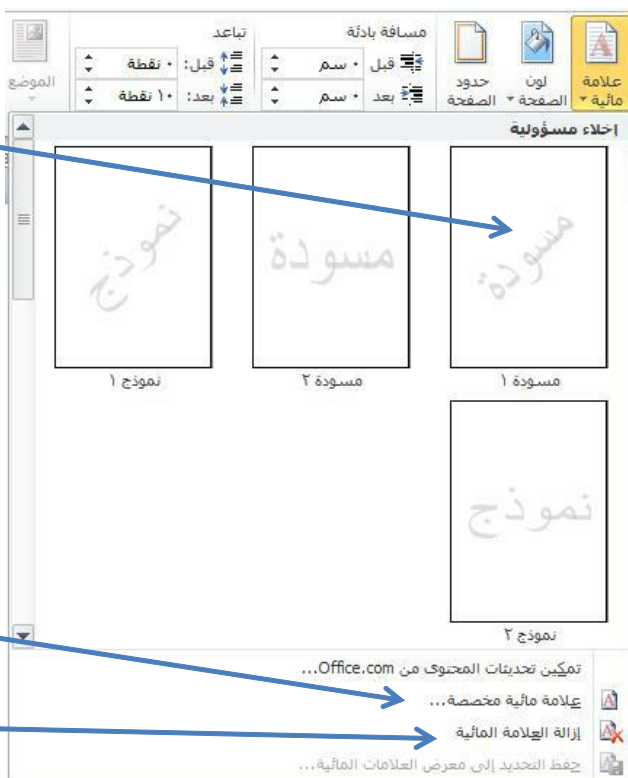 علامة مائية
لون الصفحة
حدود الصفحة
مسافة بادئة
قبل ٠ سم
بعد ٠ سم
تباعد
قبل: ٠ نقطة
بعد: ١٠ نقطة
الموضع
إخلاء مسؤولية
مسودة
مسودة
نموذج
مسودة ١
مسودة ٢
نموذج ١
نموذج
نموذج ٢
تمكين تحديثات المحتوى من Office.com...
علامة مائية مخصصة...
إزالة العلامة المائية
حفظ التحديد إلى معرض العلامات المائية...